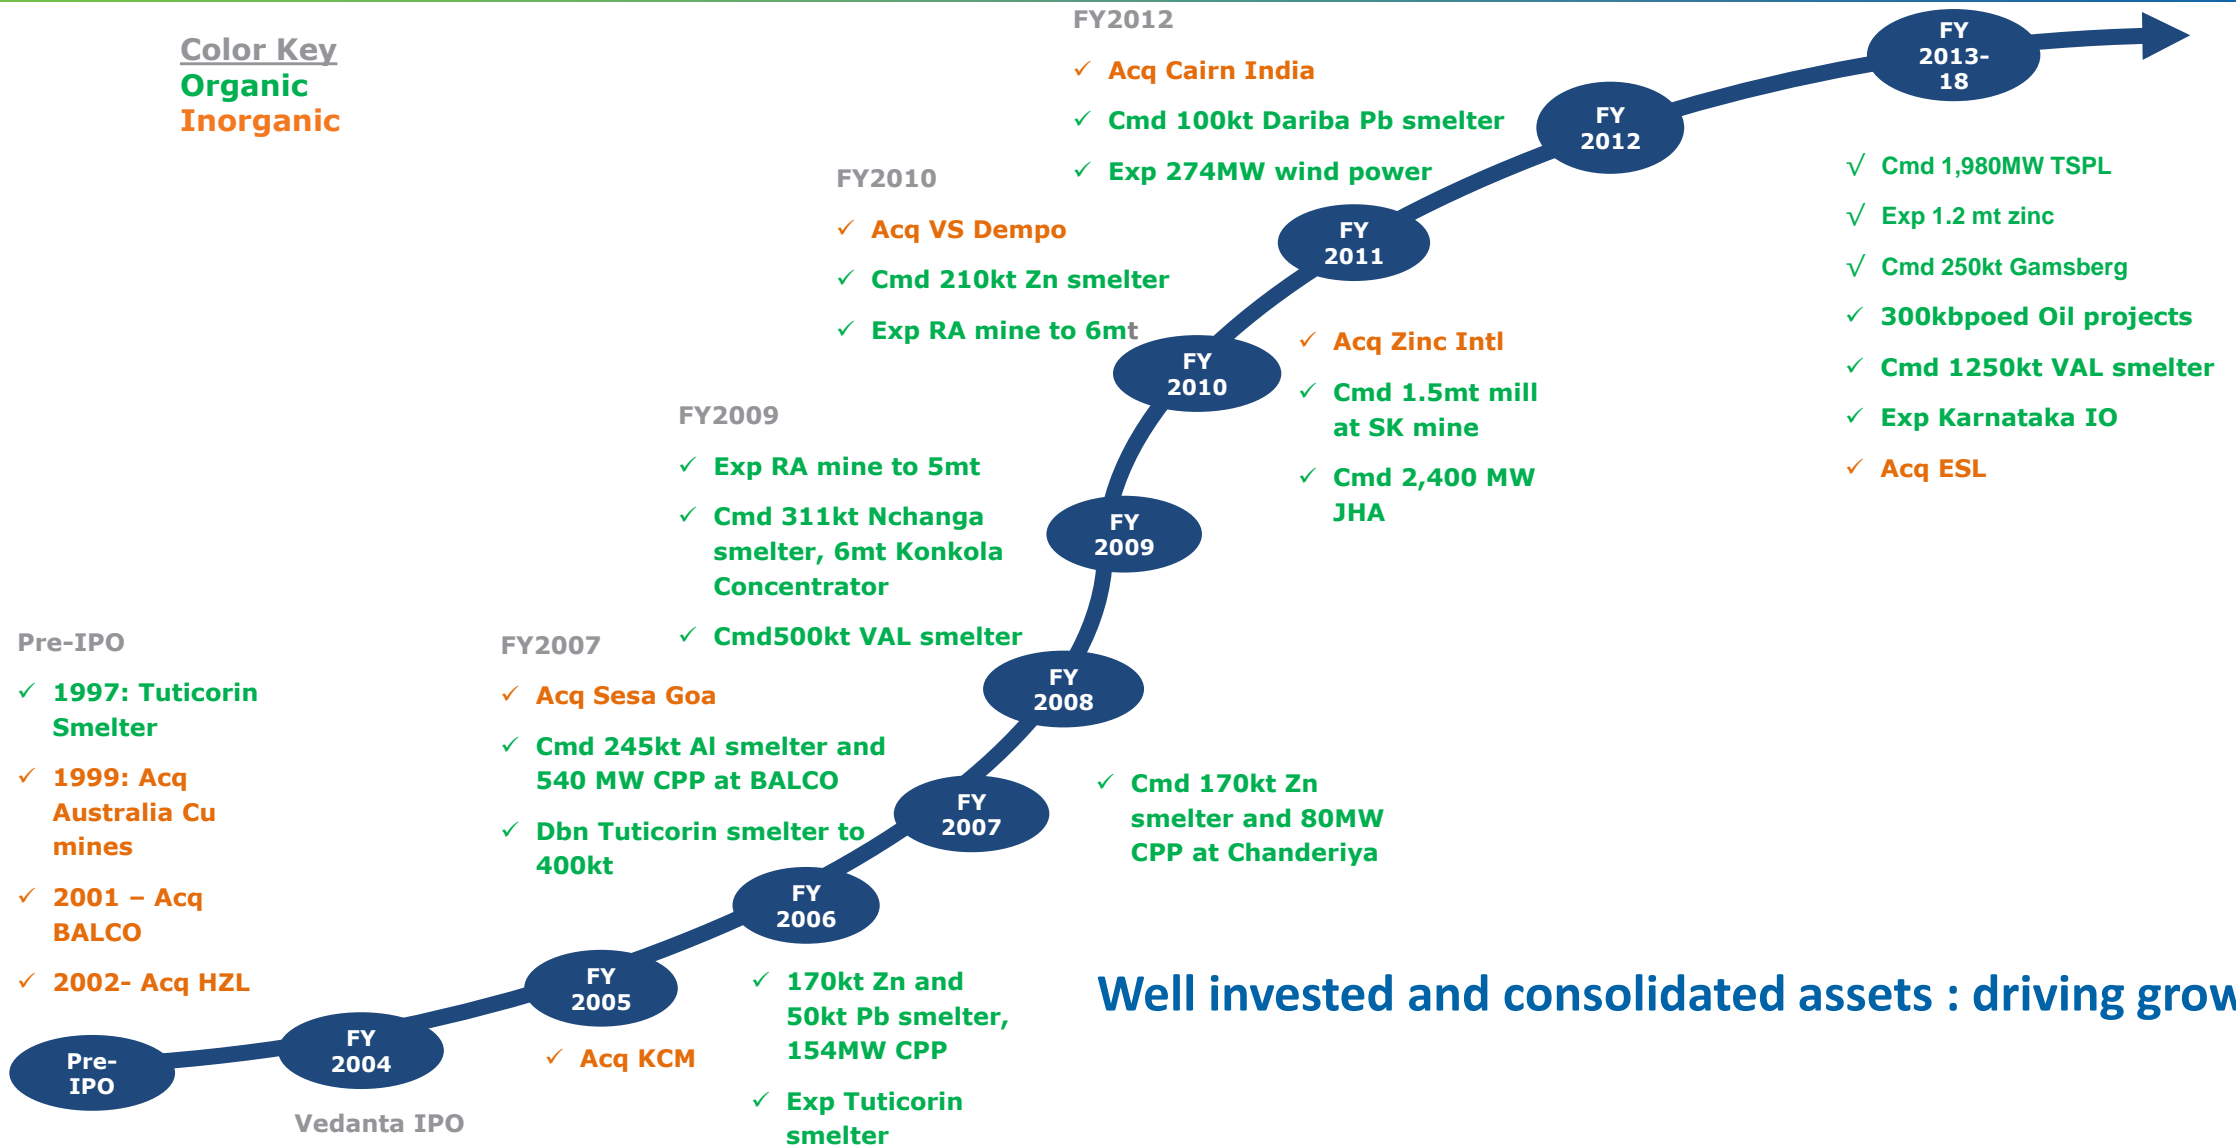 Color Key
Organic
Inorganic
FY2012
✓ Acq Cairn India
✓ Cmd 100kt Dariba Pb smelter
✓ Exp 274MW wind power
FY2010
✓ Acq VS Dempo
✓ Cmd 210kt Zn smelter
✓ Exp RA mine to 6mt
FY2009
✓ Exp RA mine to 5mt
✓ Cmd 311kt Nchanga
smelter, 6mt Konkola
Concentrator
✓ Cmd500kt VAL smelter
Pre-IPO
✓ 1997: Tuticorin
Smelter
✓ 1999: Acq
Australia Cu
mines
✓ 2001 – Acq
BALCO
✓ 2002- Acq HZL
FY2007
✓ Acq Sesa Goa
✓ Cmd 245kt Al smelter and
540 MW CPP at BALCO
✓ Dbn Tuticorin smelter to
400kt
Pre-
IPO
FY
2004
Vedanta IPO
FY
2005
✓ Acq KCM
FY
2006
✓ 170kt Zn and
50kt Pb smelter,
154MW CPP
✓ Exp Tuticorin
smelter
FY
2007
FY
2008
✓ Cmd 170kt Zn
smelter and 80MW
CPP at Chanderiya
FY
2009
FY
2010
FY
2011
✓ Acq Zinc Intl
✓ Cmd 1.5mt mill
at SK mine
✓ Cmd 2,400 MW
JHA
FY
2012
FY
2013-
18
√ Cmd 1,980MW TSPL
√ Exp 1.2 mt zinc
√ Cmd 250kt Gamsberg
✓ 300kbpoed Oil projects
✓ Cmd 1250kt VAL smelter
✓ Exp Karnataka IO
✓ Acq ESL
Well invested and consolidated assets : driving grow